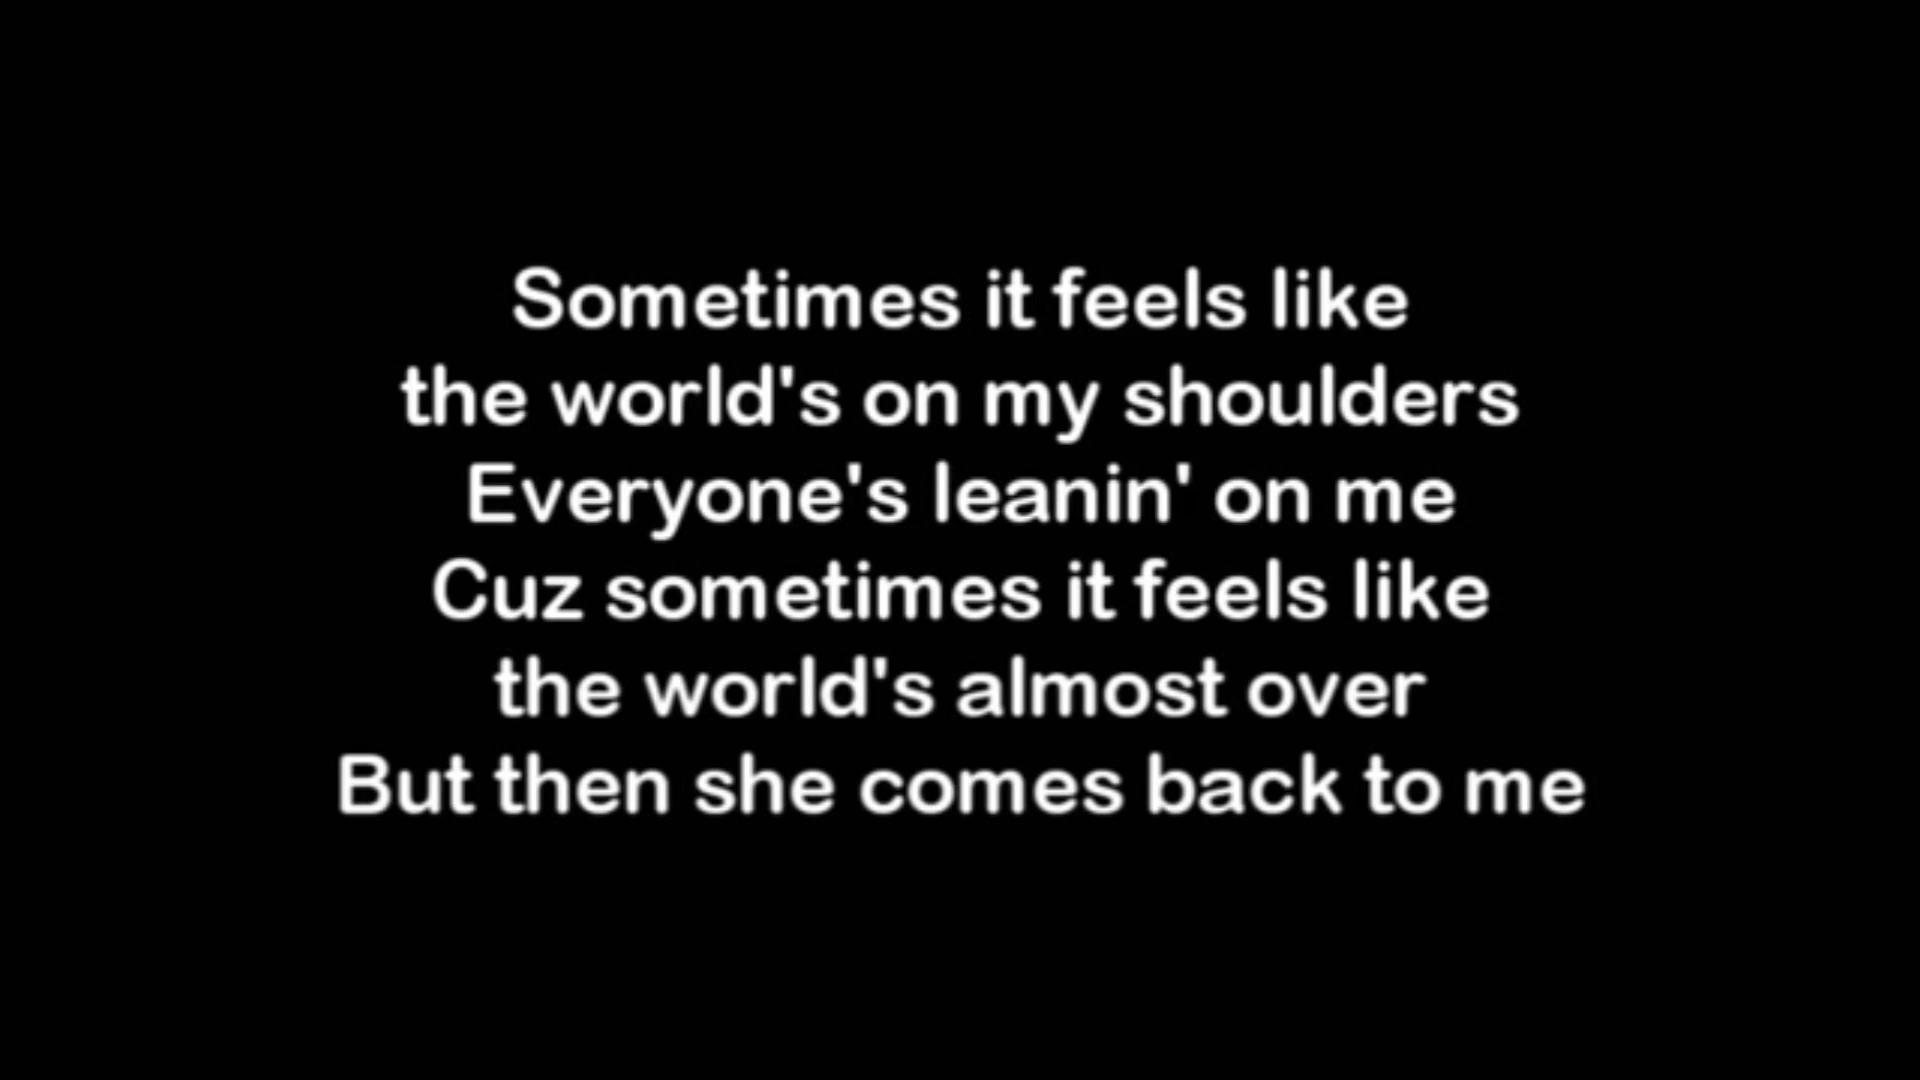 Sometimes it feels like
the world's on my shoulders
Everyone's leanin' on me
Cuz sometimes it feels like
the world's almost over
But then she comes back to me